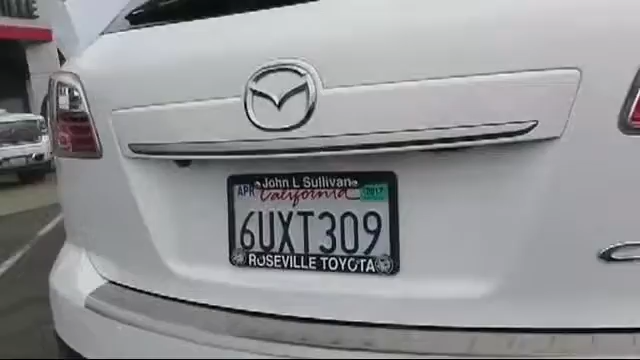 John L Sullivan
APR California 2017
6UXT309
ROSEVILLE TOYOTA